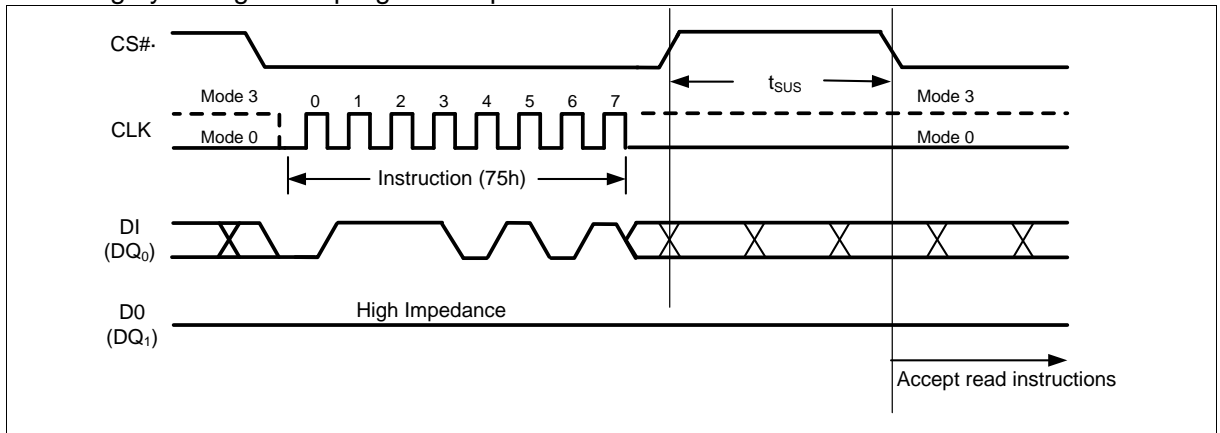 CS#·
tSUS
Mode 3
0 1 2 3 4 5 6 7
Mode 3
CLK
Mode 0
Mode 0
Instruction (75h)
DI
(DQ0)
D0
(DQ1)
High Impedance
Accept read instructions